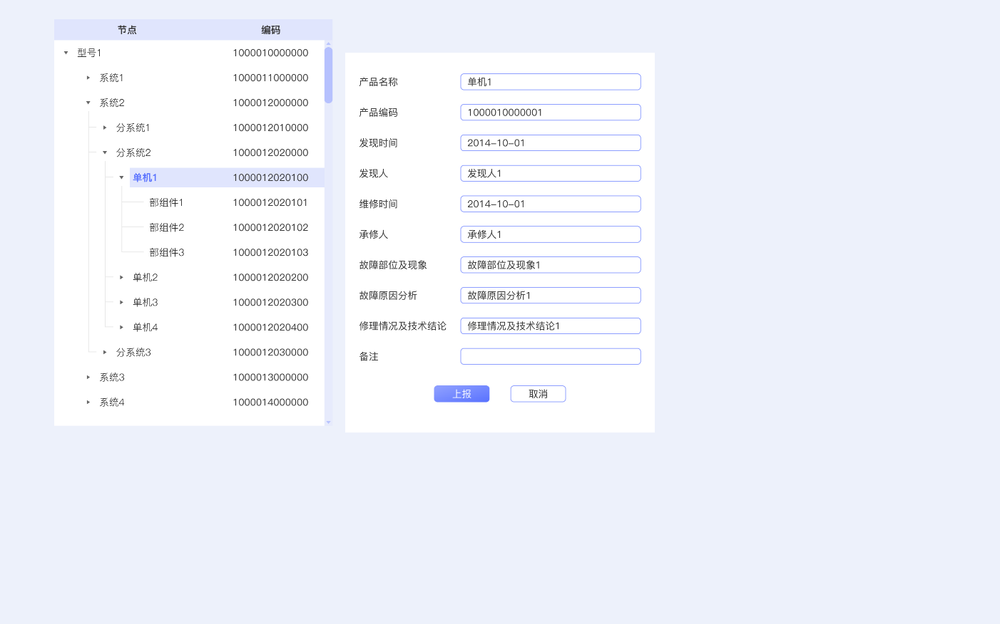 节点 编码
型号1 1000010000000
系统1 1000011000000
系统2 1000012000000
分系统1 1000012010000
分系统2 1000012020000
单机1 1000012020100
部组件1 1000012020101
部组件2 1000012020102
部组件3 1000012020103
单机2 1000012020200
单机3 1000012020300
单机4 1000012020400
分系统3 1000012030000
系统3 1000013000000
系统4 1000014000000
产品名称 单机1
产品编码 1000010000001
发现时间 2014-10-01
发现人 发现人1
维修时间 2014-10-01
承修人 承修人1
故障部位及现象 故障部位及现象1
故障原因分析 故障原因分析1
修理情况及技术结论 修理情况及技术结论1
备注
上报 取消